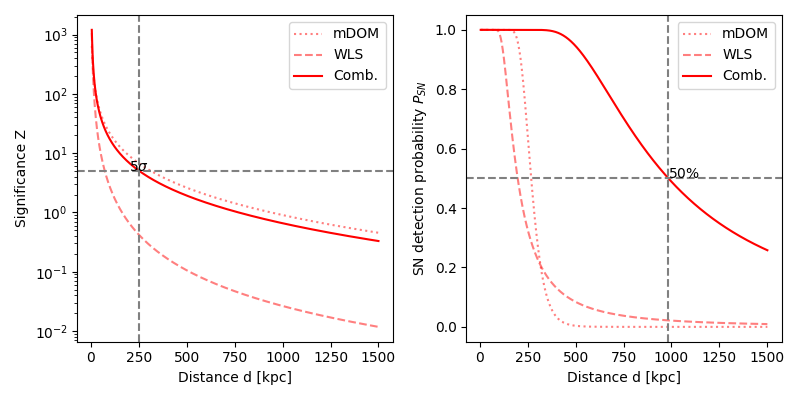 mDOM
WLS
Comb.
5σ
Significance Z
10³
10²
10¹
10⁰
10⁻¹
10⁻²
0 250 500 750 1000 1250 1500
Distance d [kpc]
mDOM
WLS
Comb.
50%
SN detection probability P_SN
1.0
0.8
0.6
0.4
0.2
0.0
0 250 500 750 1000 1250 1500
Distance d [kpc]